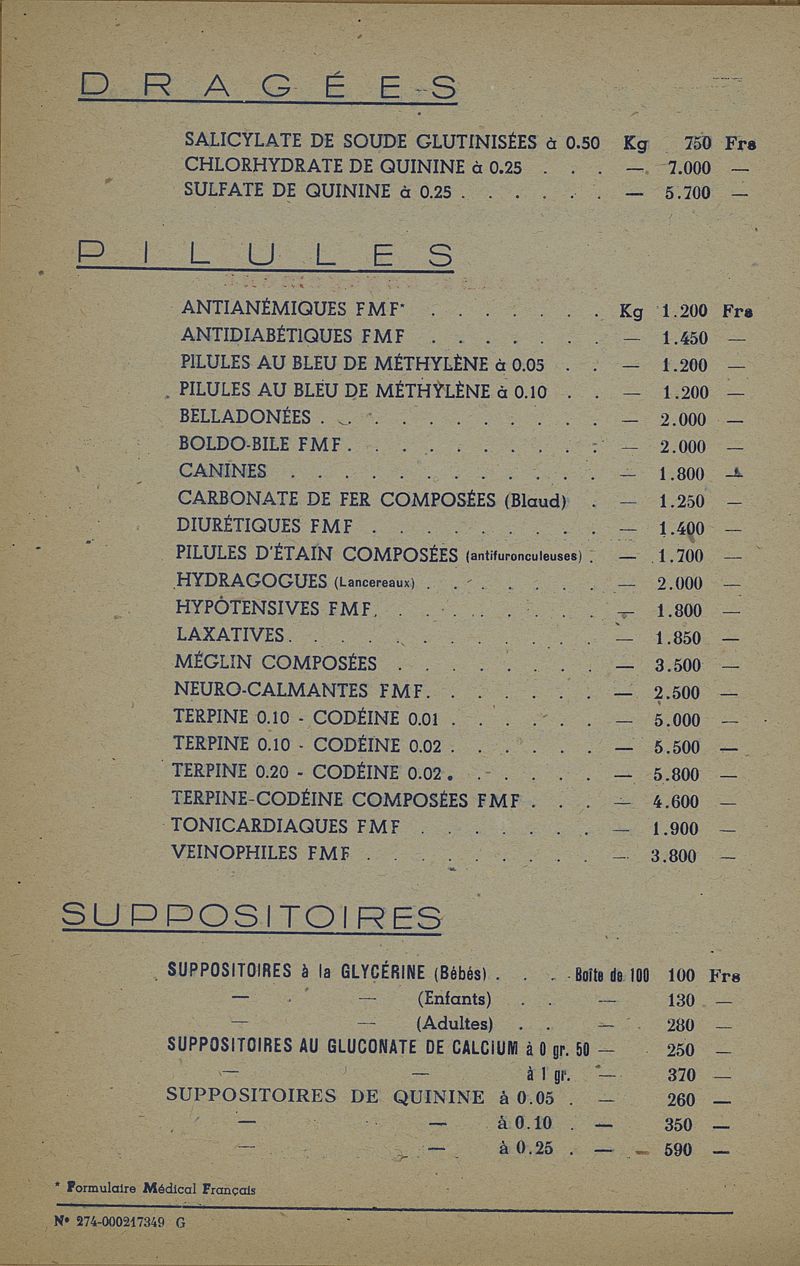 DRAGÉES
SALICYLATE DE SOUDE GLUTINISÉES à 0.50 Kg 750 Frs
CHLORHYDRATE DE QUININE à 0.25 . . . — 7.000 —
SULFATE DE QUININE à 0.25 . . . . . . — 5.700 —
PILULES
ANTIANÉMIQUES FMF* . . . . . . . Kg 1.200 Frs
ANTIDIABÉTIQUES FMF . . . . . . . — 1.450 —
PILULES AU BLEU DE MÉTHYLÈNE à 0.05 . . — 1.200 —
PILULES AU BLEU DE MÉTHYLÈNE à 0.10 . . — 1.200 —
BELLADONÉES . . . . . . . . . . . — 2.000 —
BOLDO-BILE FMF . . . . . . . . . . — 2.000 —
CANINES . . . . . . . . . . . . — 1.800 —
CARBONATE DE FER COMPOSÉES (Blaud) . — 1.250 —
DIURÉTIQUES FMF . . . . . . . . . — 1.400 —
PILULES D'ÉTAIN COMPOSÉES (antifuronculeuses) . — 1.700 —
HYDRAGOGUES (Lancereaux) . . . . . . . — 2.000 —
HYPOTENSIVES FMF . . . . . . . . . — 1.800 —
LAXATIVES . . . . . . . . . . . . — 1.850 —
MÉGLIN COMPOSÉES . . . . . . . . — 3.500 —
NEURO-CALMANTES FMF . . . . . . . — 2.500 —
TERPINE 0.10 - CODÉINE 0.01 . . . . . . — 5.000 —
TERPINE 0.10 - CODÉINE 0.02 . . . . . . — 5.500 —
TERPINE 0.20 - CODÉINE 0.02 . . . . . . — 5.800 —
TERPINE-CODÉINE COMPOSÉES FMF . . . — 4.600 —
TONICARDIAQUES FMF . . . . . . . — 1.900 —
VEINOPHILES FMF . . . . . . . . . — 3.800 —
SUPPOSITOIRES
SUPPOSITOIRES à la GLYCÉRINE (Bébés) . . . Boîte de 100 100 Frs
— — (Enfants) . . — 130 —
— — (Adultes) . . — 280 —
SUPPOSITOIRES AU GLUCONATE DE CALCIUM à 0 gr. 50 — 250 —
— — à 1 gr. — 370 —
SUPPOSITOIRES DE QUININE à 0.05 . — 260 —
— — à 0.10 . — 350 —
— — à 0.25 . — 590 —
* Formulaire Médical Français
N° 274-000217349 G